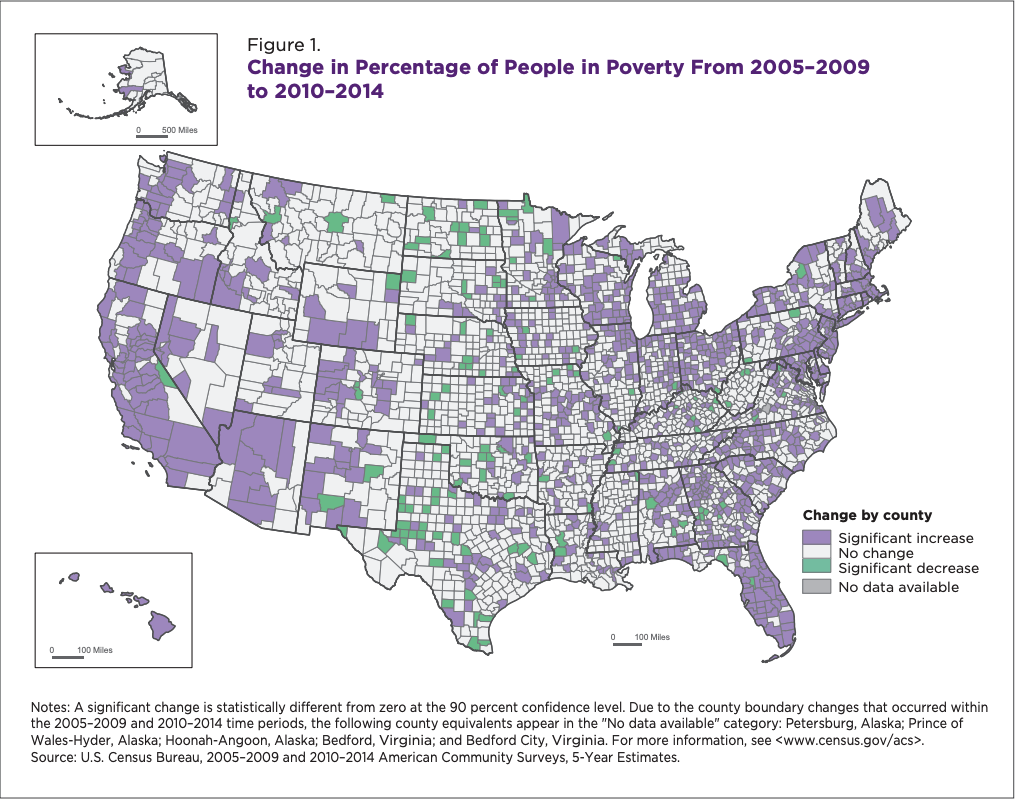 Figure 1.
Change in Percentage of People in Poverty From 2005–2009
to 2010–2014
0 500 Miles
Change by county
Significant increase
No change
Significant decrease
No data available
0 100 Miles
0 100 Miles
Notes: A significant change is statistically different from zero at the 90 percent confidence level. Due to the county boundary changes that occurred within
the 2005–2009 and 2010–2014 time periods, the following county equivalents appear in the "No data available" category: Petersburg, Alaska; Prince of
Wales-Hyder, Alaska; Hoonah-Angoon, Alaska; Bedford, Virginia; and Bedford City, Virginia. For more information, see <www.census.gov/acs>.
Source: U.S. Census Bureau, 2005–2009 and 2010–2014 American Community Surveys, 5-Year Estimates.